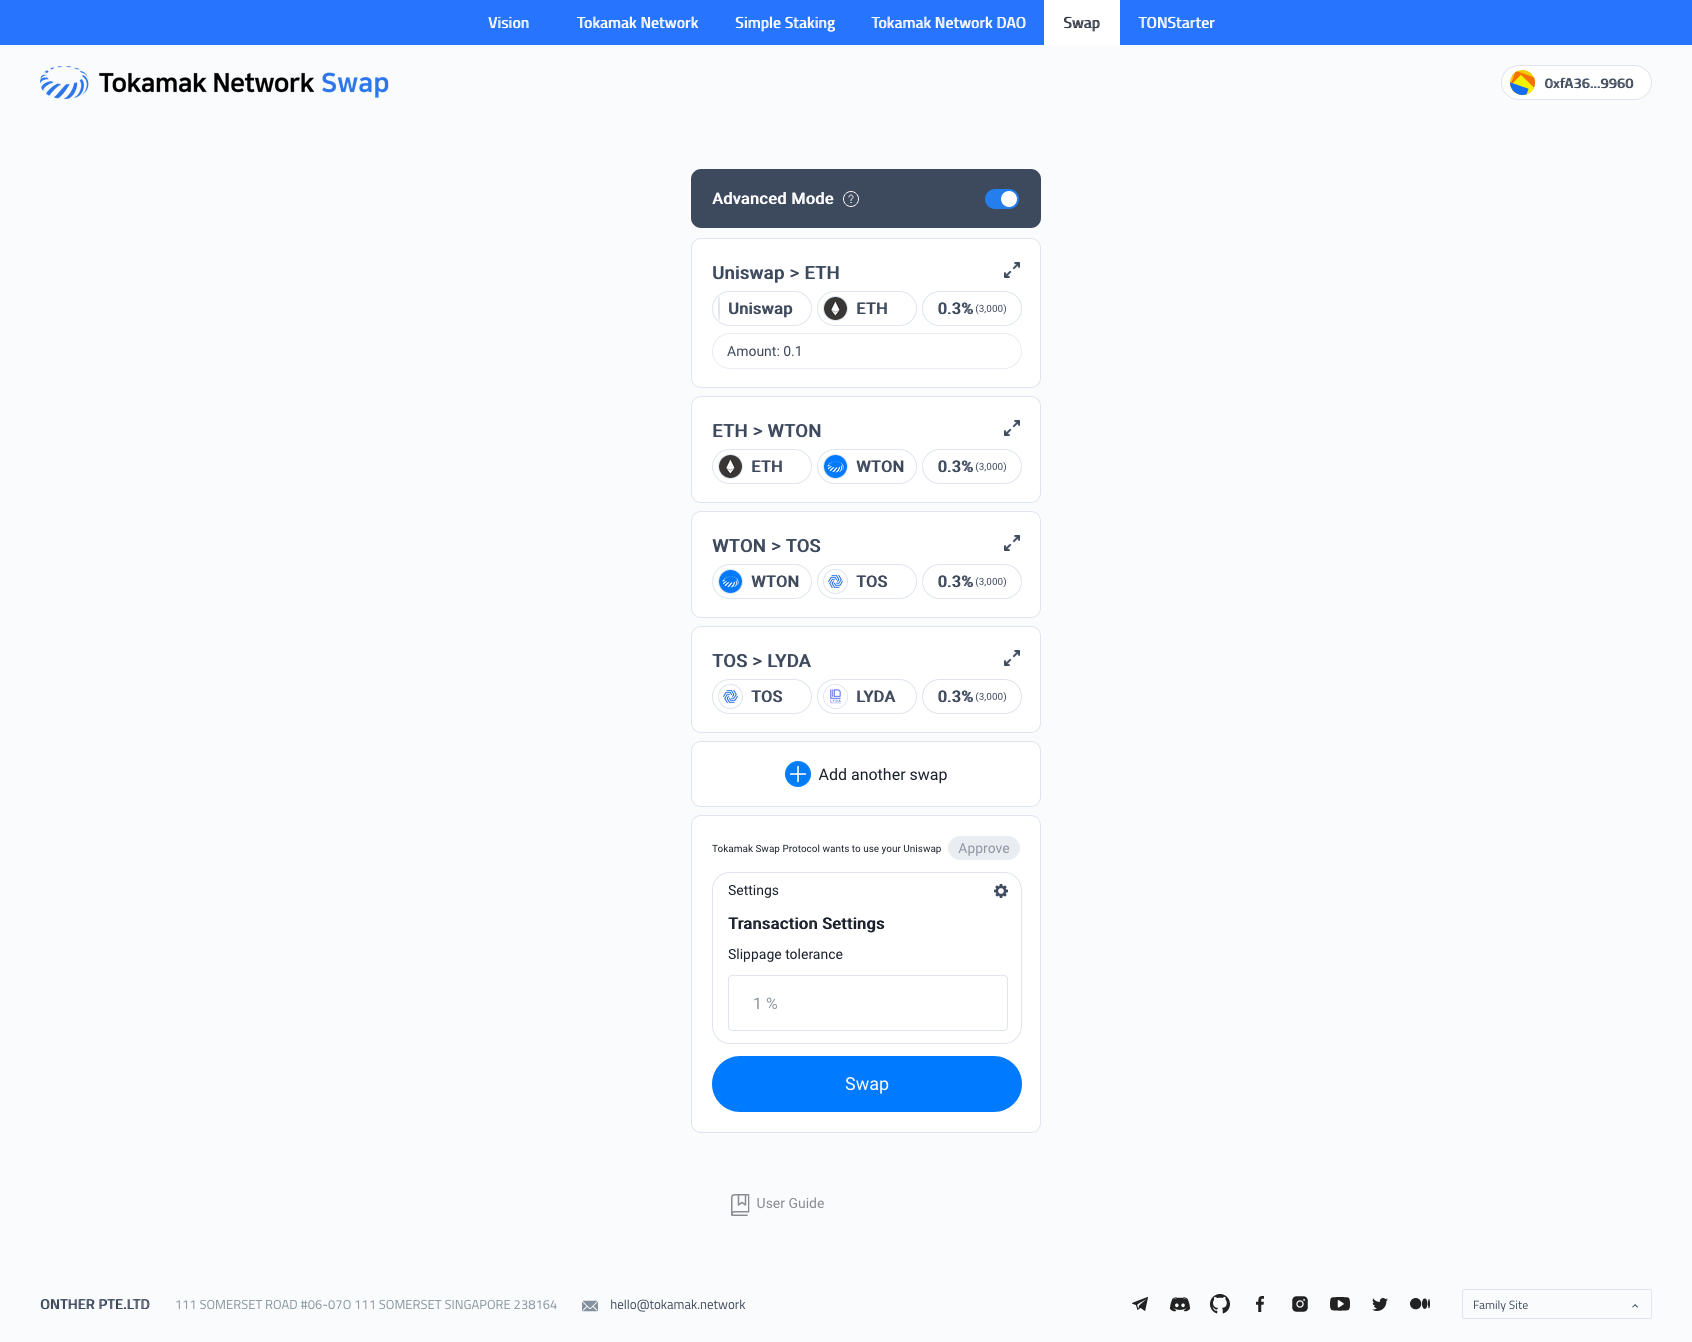 Vision Tokamak Network Simple Staking Tokamak Network DAO Swap TONStarter
Tokamak Network Swap
0xfA36...9960
Advanced Mode ?
Uniswap > ETH
Uniswap ETH 0.3% (3,000)
Amount: 0.1
ETH > WTON
ETH WTON 0.3% (3,000)
WTON > TOS
WTON TOS 0.3% (3,000)
TOS > LYDA
TOS LYDA 0.3% (3,000)
Add another swap
Tokamak Swap Protocol wants to use your Uniswap Approve
Settings
Transaction Settings
Slippage tolerance
1 %
Swap
User Guide
ONTHER PTE.LTD 111 SOMERSET ROAD #06-07O 111 SOMERSET SINGAPORE 238164 hello@tokamak.network Family Site